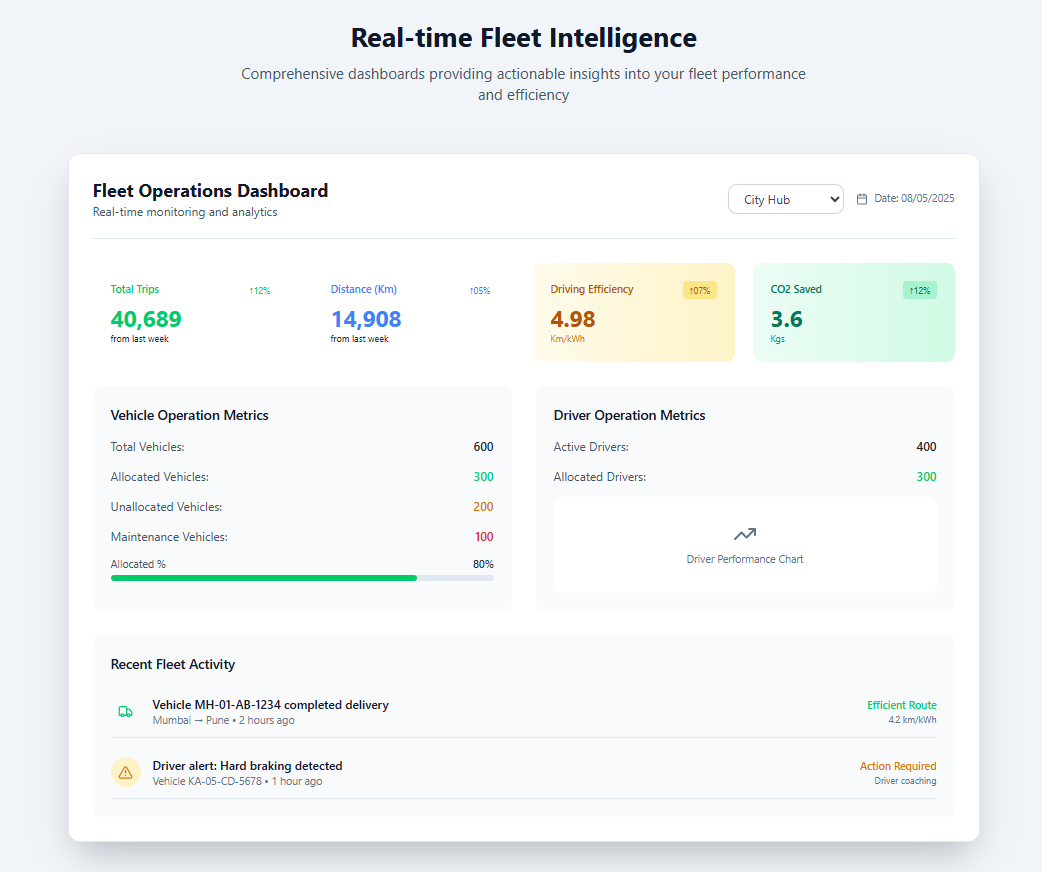 Real-time Fleet Intelligence
Comprehensive dashboards providing actionable insights into your fleet performance
and efficiency
Fleet Operations Dashboard
Real-time monitoring and analytics
City Hub
Date: 08/05/2025
Total Trips ↑12%
40,689
from last week
Distance (Km) ↑05%
14,908
from last week
Driving Efficiency ↑07%
4.98
Km/kWh
CO2 Saved ↑12%
3.6
Kgs
Vehicle Operation Metrics
Total Vehicles: 600
Allocated Vehicles: 300
Unallocated Vehicles: 200
Maintenance Vehicles: 100
Allocated % 80%
Driver Operation Metrics
Active Drivers: 400
Allocated Drivers: 300
Driver Performance Chart
Recent Fleet Activity
Vehicle MH-01-AB-1234 completed delivery
Mumbai → Pune • 2 hours ago
Efficient Route
4.2 km/kWh
Driver alert: Hard braking detected
Vehicle KA-05-CD-5678 • 1 hour ago
Action Required
Driver coaching